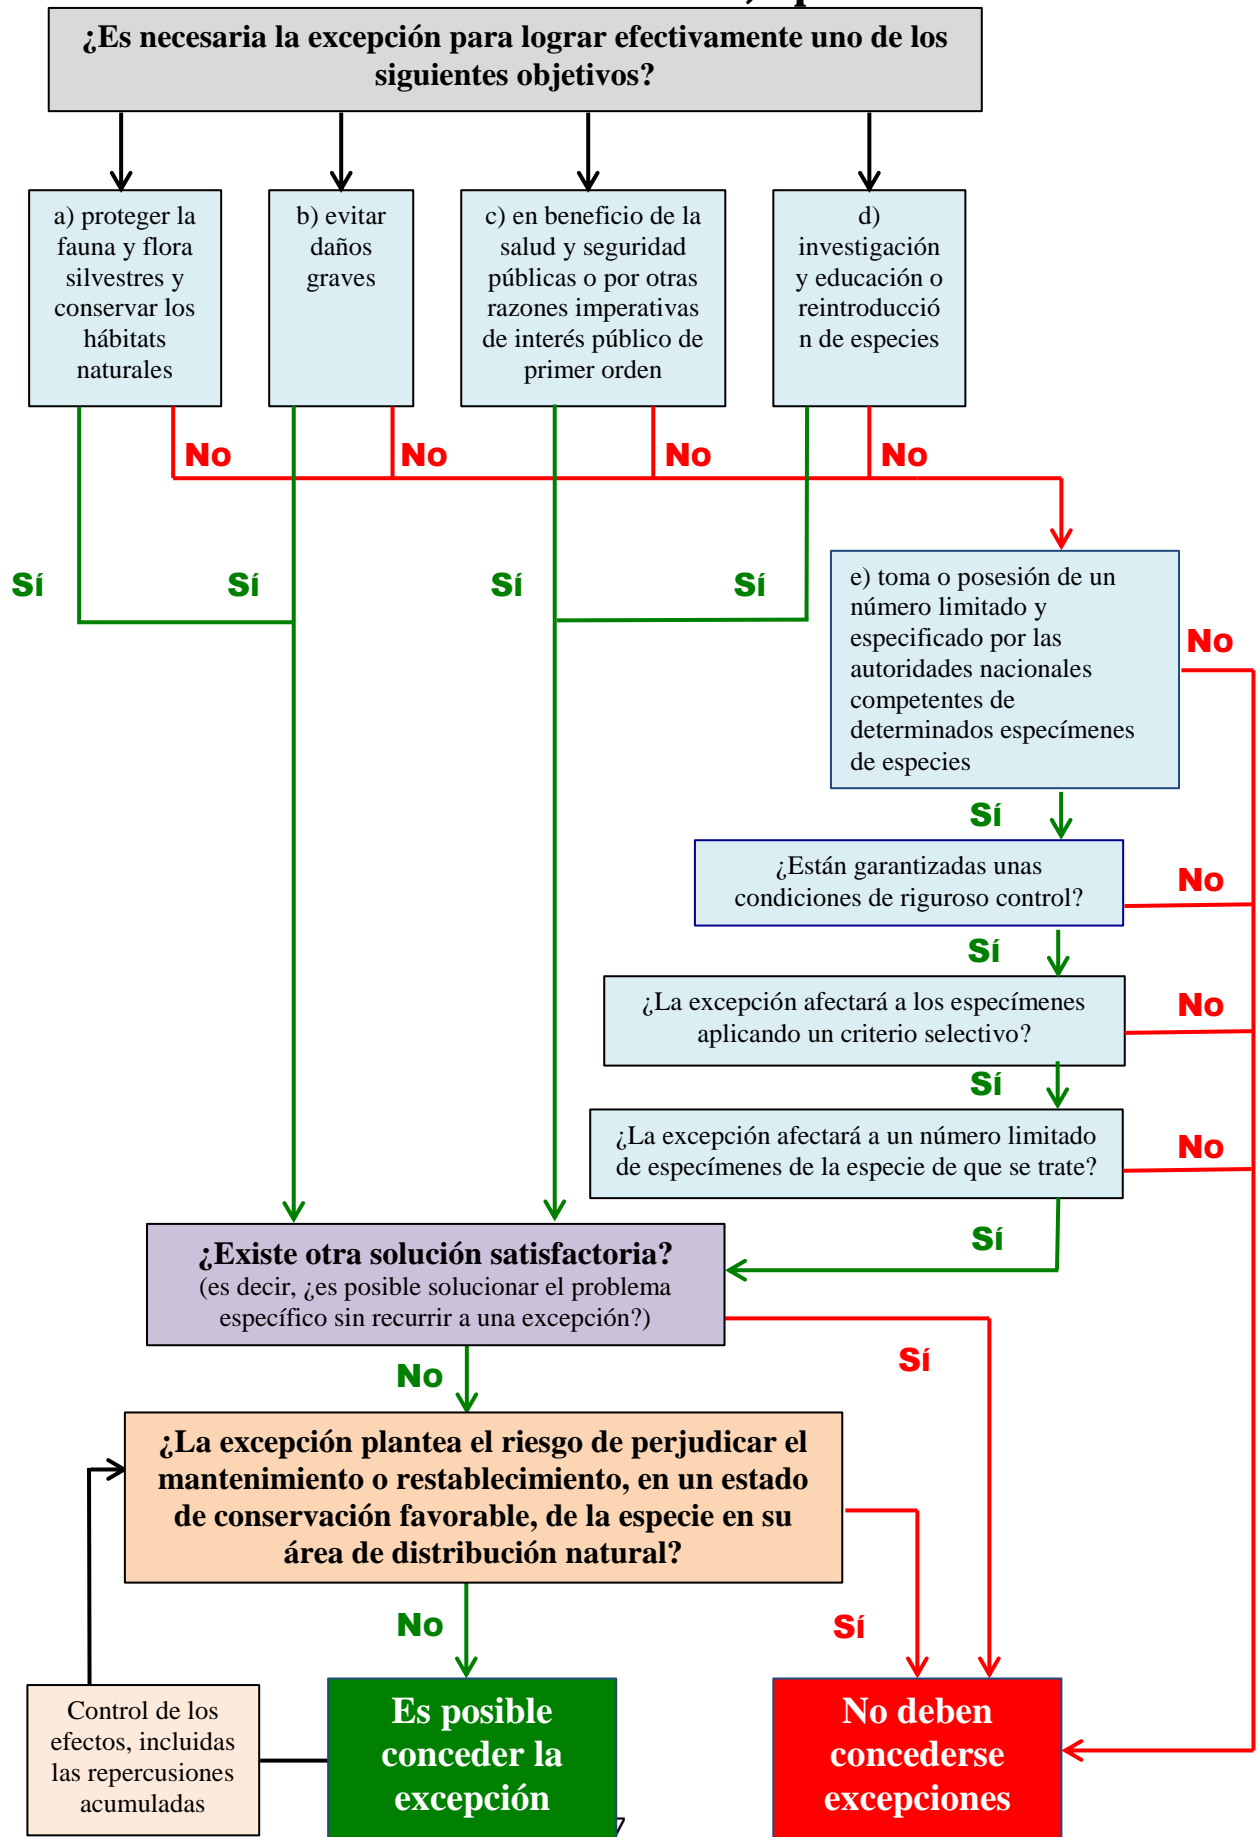 ¿Es necesaria la excepción para lograr efectivamente uno de los
siguientes objetivos?
a) proteger la
fauna y flora
silvestres y
conservar los
hábitats
naturales
b) evitar
daños
graves
c) en beneficio de la
salud y seguridad
públicas o por otras
razones imperativas
de interés público de
primer orden
d)
investigación
y educación o
reintroducció
n de especies
No
No
No
No
Sí
Sí
Sí
Sí
e) toma o posesión de un
número limitado y
especificado por las
autoridades nacionales
competentes de
determinados especímenes
de especies
No
Sí
¿Están garantizadas unas
condiciones de riguroso control?
No
Sí
¿La excepción afectará a los especímenes
aplicando un criterio selectivo?
No
Sí
¿La excepción afectará a un número limitado
de especímenes de la especie de que se trate?
No
Sí
¿Existe otra solución satisfactoria?
(es decir, ¿es posible solucionar el problema
específico sin recurrir a una excepción?)
Sí
No
¿La excepción plantea el riesgo de perjudicar el
mantenimiento o restablecimiento, en un estado
de conservación favorable, de la especie en su
área de distribución natural?
No
Sí
Control de los
efectos, incluidas
las repercusiones
acumuladas
Es posible
conceder la
excepción
No deben
concederse
excepciones